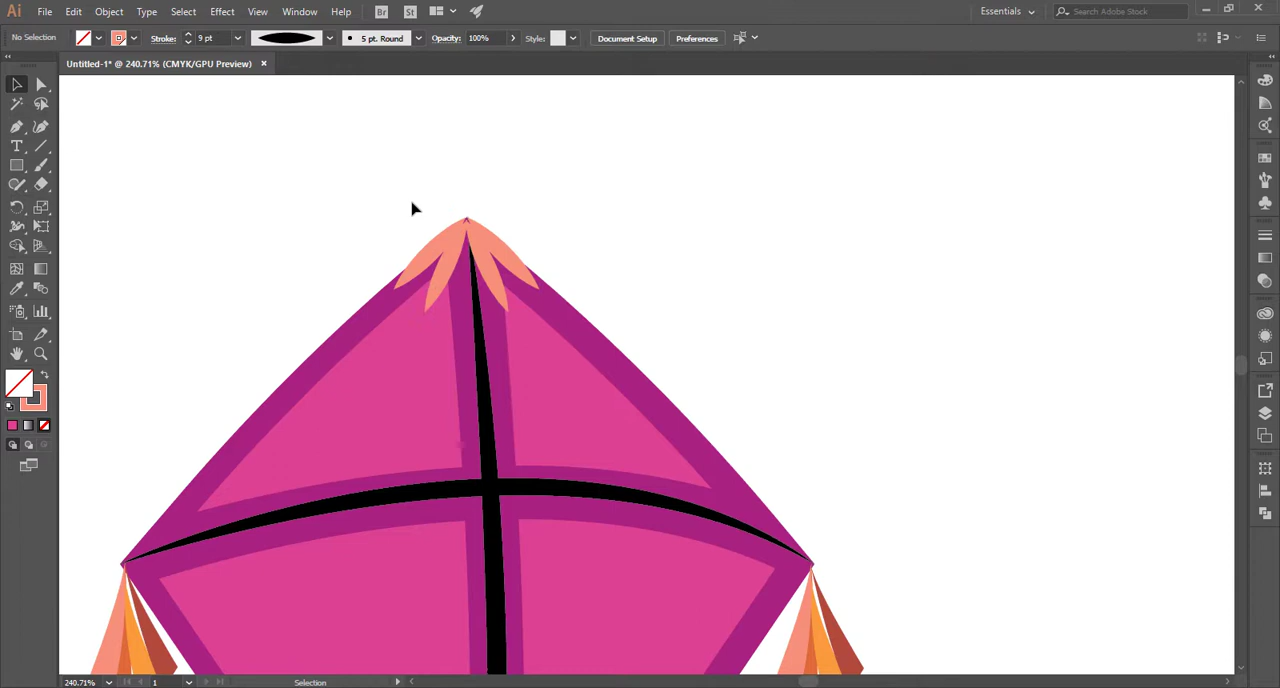 Ai File Edit Object Type Select Effect View Window Help Br St Essentials Search Adobe Stock
No Selection Stroke: 9 pt 5 pt. Round Opacity: 100% Style: Document Setup Preferences
Untitled-1* @ 240.71% (CMYK/GPU Preview)
240.71% 1 Selection